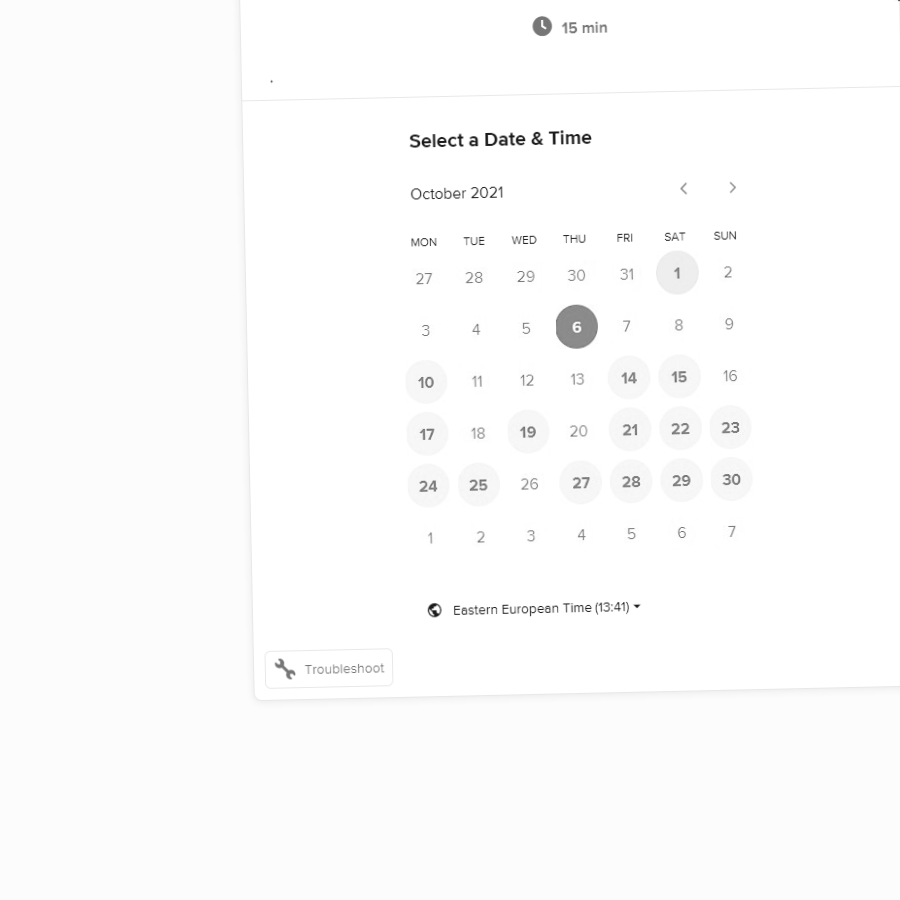 15 min
.
Select a Date & Time
October 2021
MON TUE WED THU FRI SAT SUN
27 28 29 30 31 1 2
3 4 5 6 7 8 9
10 11 12 13 14 15 16
17 18 19 20 21 22 23
24 25 26 27 28 29 30
1 2 3 4 5 6 7
Eastern European Time (13:41)
Troubleshoot